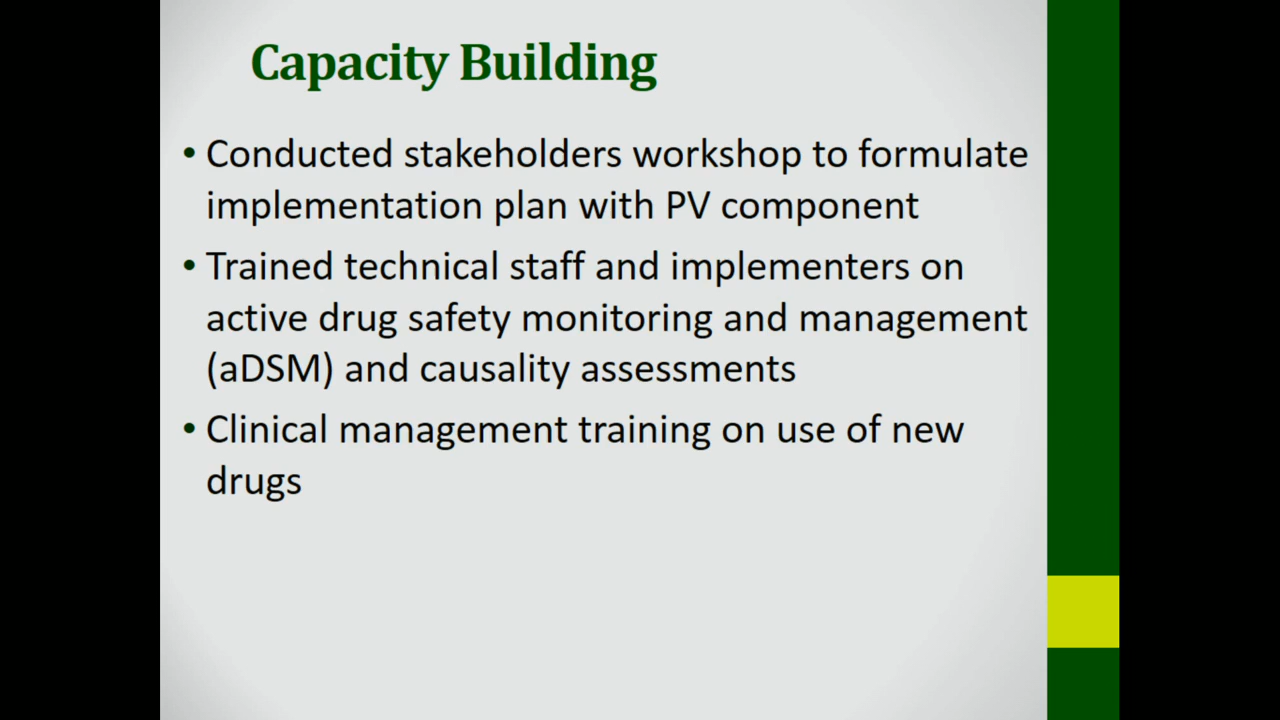 Capacity Building
• Conducted stakeholders workshop to formulate
implementation plan with PV component
• Trained technical staff and implementers on
active drug safety monitoring and management
(aDSM) and causality assessments
• Clinical management training on use of new
drugs